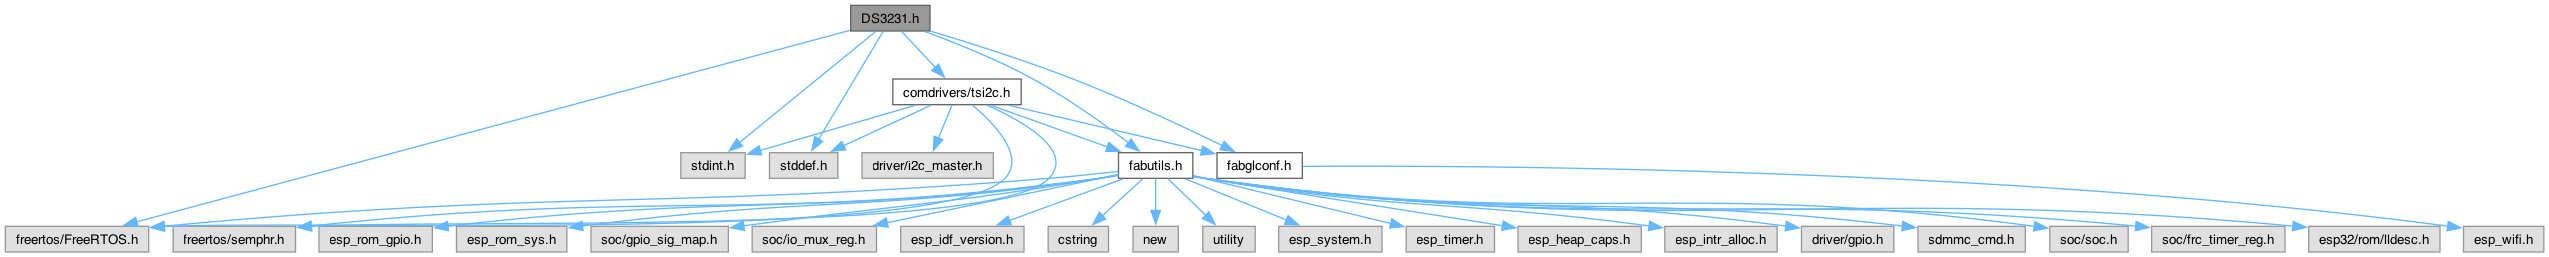 DS3231.h
comdrivers/tsi2c.h
stdint.h
stddef.h
driver/i2c_master.h
fabutils.h
fabglconf.h
freertos/FreeRTOS.h
freertos/semphr.h
esp_rom_gpio.h
esp_rom_sys.h
soc/gpio_sig_map.h
soc/io_mux_reg.h
esp_idf_version.h
cstring
new
utility
esp_system.h
esp_timer.h
esp_heap_caps.h
esp_intr_alloc.h
driver/gpio.h
sdmmc_cmd.h
soc/soc.h
soc/frc_timer_reg.h
esp32/rom/lldesc.h
esp_wifi.h